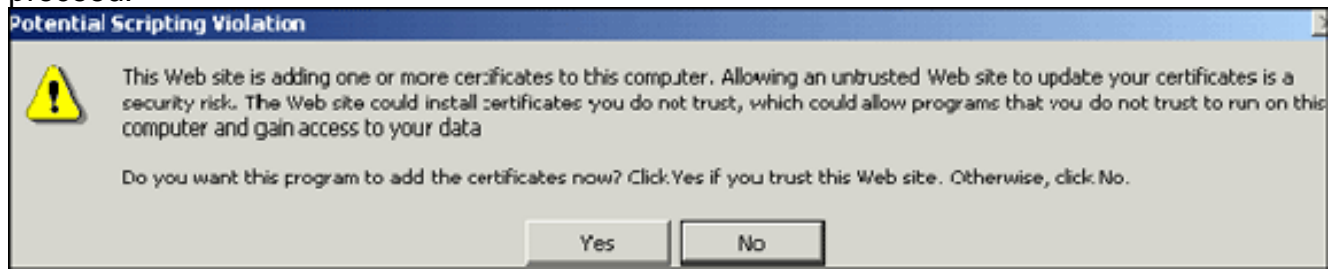 Potential Scripting Violation
This Web site is adding one or more certificates to this computer. Allowing an untrusted Web site to update your certificates is a
security risk. The Web site could install certificates you do not trust, which could allow programs that you do not trust to run on this
computer and gain access to your data
Do you want this program to add the certificates now? Click Yes if you trust this Web site. Otherwise, click No.
Yes No